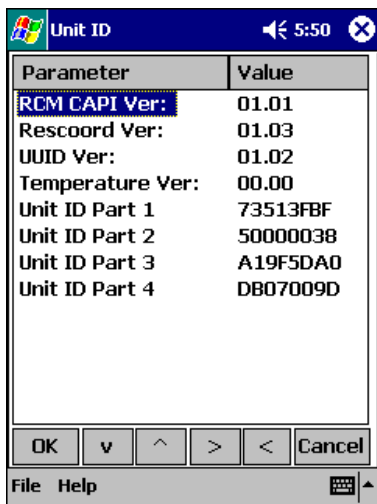 Unit ID 5:50
Parameter Value
RCM CAPI Ver: 01.01
Rescoord Ver: 01.03
UUID Ver: 01.02
Temperature Ver: 00.00
Unit ID Part 1 73513FBF
Unit ID Part 2 50000038
Unit ID Part 3 A19F5DA0
Unit ID Part 4 DB07009D
OK v ^ > < Cancel
File Help